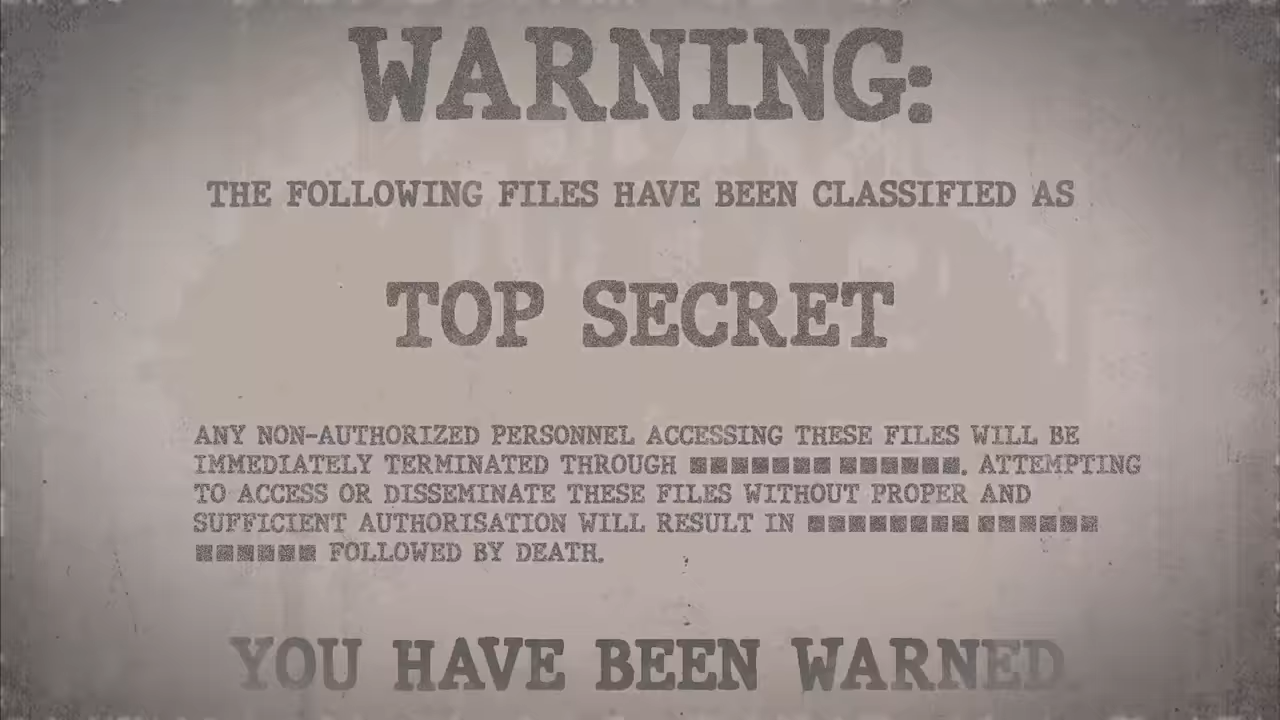 WARNING:
THE FOLLOWING FILES HAVE BEEN CLASSIFIED AS
TOP SECRET
ANY NON-AUTHORIZED PERSONNEL ACCESSING THESE FILES WILL BE
IMMEDIATELY TERMINATED THROUGH ■■■■■■■ ■■■■■■. ATTEMPTING
TO ACCESS OR DISSEMINATE THESE FILES WITHOUT PROPER AND
SUFFICIENT AUTHORISATION WILL RESULT IN ■■■■■■■■ ■■■■■■
■■■■■■ FOLLOWED BY DEATH.
YOU HAVE BEEN WARNED.